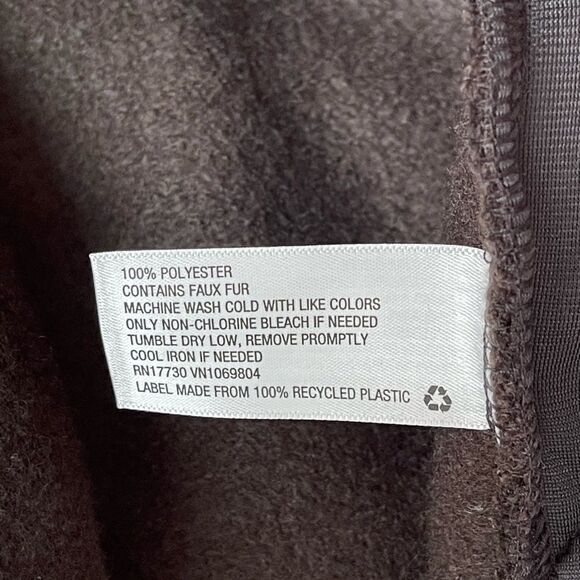 100% POLYESTER
CONTAINS FAUX FUR
MACHINE WASH COLD WITH LIKE COLORS
ONLY NON-CHLORINE BLEACH IF NEEDED
TUMBLE DRY LOW, REMOVE PROMPTLY
COOL IRON IF NEEDED
RN17730 VN1069804
LABEL MADE FROM 100% RECYCLED PLASTIC